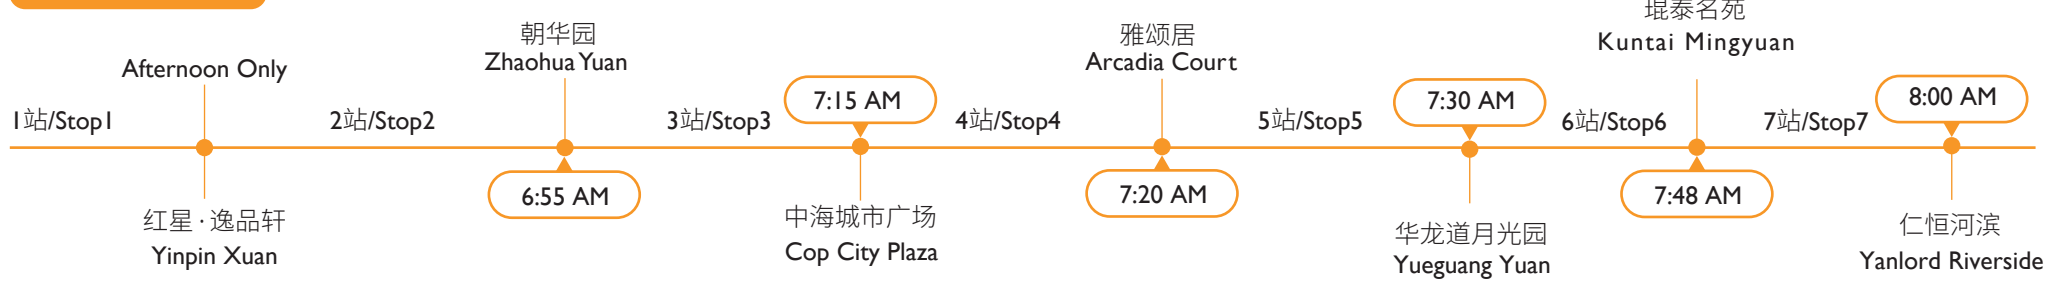 1站/Stop1
Afternoon Only
红星·逸品轩
Yinpin Xuan
2站/Stop2
朝华园
Zhaohua Yuan
6:55 AM
3站/Stop3
7:15 AM
中海城市广场
Cop City Plaza
4站/Stop4
雅颂居
Arcadia Court
7:20 AM
5站/Stop5
7:30 AM
华龙道月光园
Yueguang Yuan
6站/Stop6
琨泰名苑
Kuntai Mingyuan
7:48 AM
7站/Stop7
8:00 AM
仁恒河滨
Yanlord Riverside